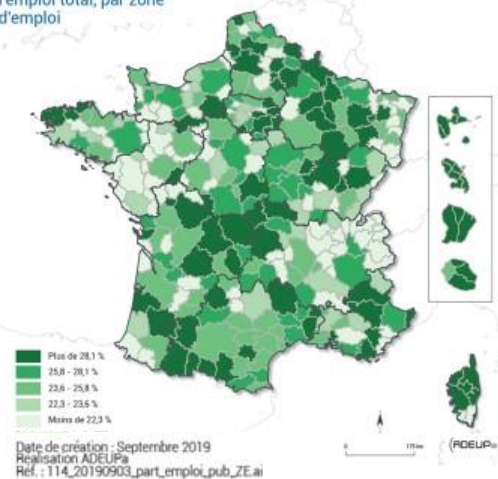 l'emploi total, par zone
d'emploi
Plus de 28,1 %
25,8 - 28,1 %
23,6 - 25,8 %
22,3 - 23,6 %
Moins de 22,3 %
Date de création : Septembre 2019
Réalisation ADEUPa
Réf. : 114_20190903_part_emploi_pub_ZE.ai
0
(ADEUPa